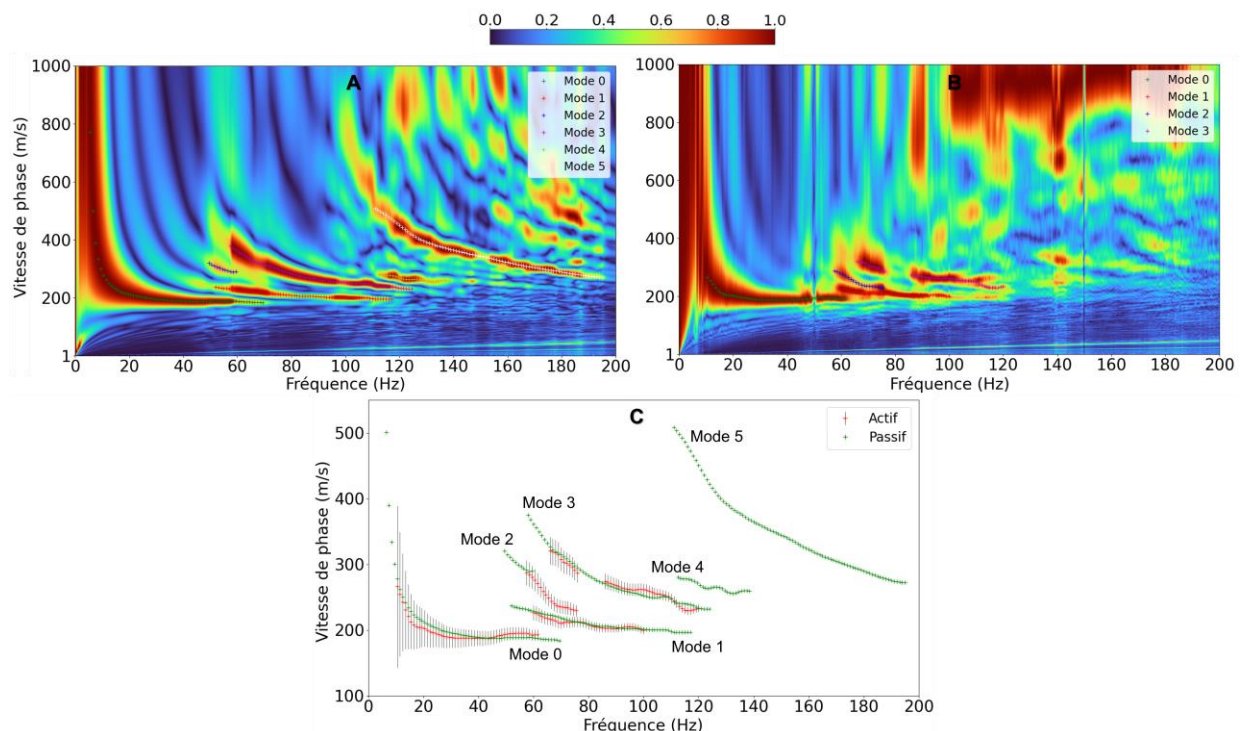 0.0 0.2 0.4 0.6 0.8 1.0
A
Mode 0
Mode 1
Mode 2
Mode 3
Mode 4
Mode 5
Vitesse de phase (m/s)
1000
800
600
400
200
1
0 20 40 60 80 100 120 140 160 180 200
Fréquence (Hz)
B
Mode 0
Mode 1
Mode 2
Mode 3
1000
800
600
400
200
1
0 20 40 60 80 100 120 140 160 180 200
Fréquence (Hz)
C
Actif
Passif
Vitesse de phase (m/s)
500
400
300
200
100
Mode 5
Mode 3
Mode 2
Mode 4
Mode 0
Mode 1
0 20 40 60 80 100 120 140 160 180 200
Fréquence (Hz)